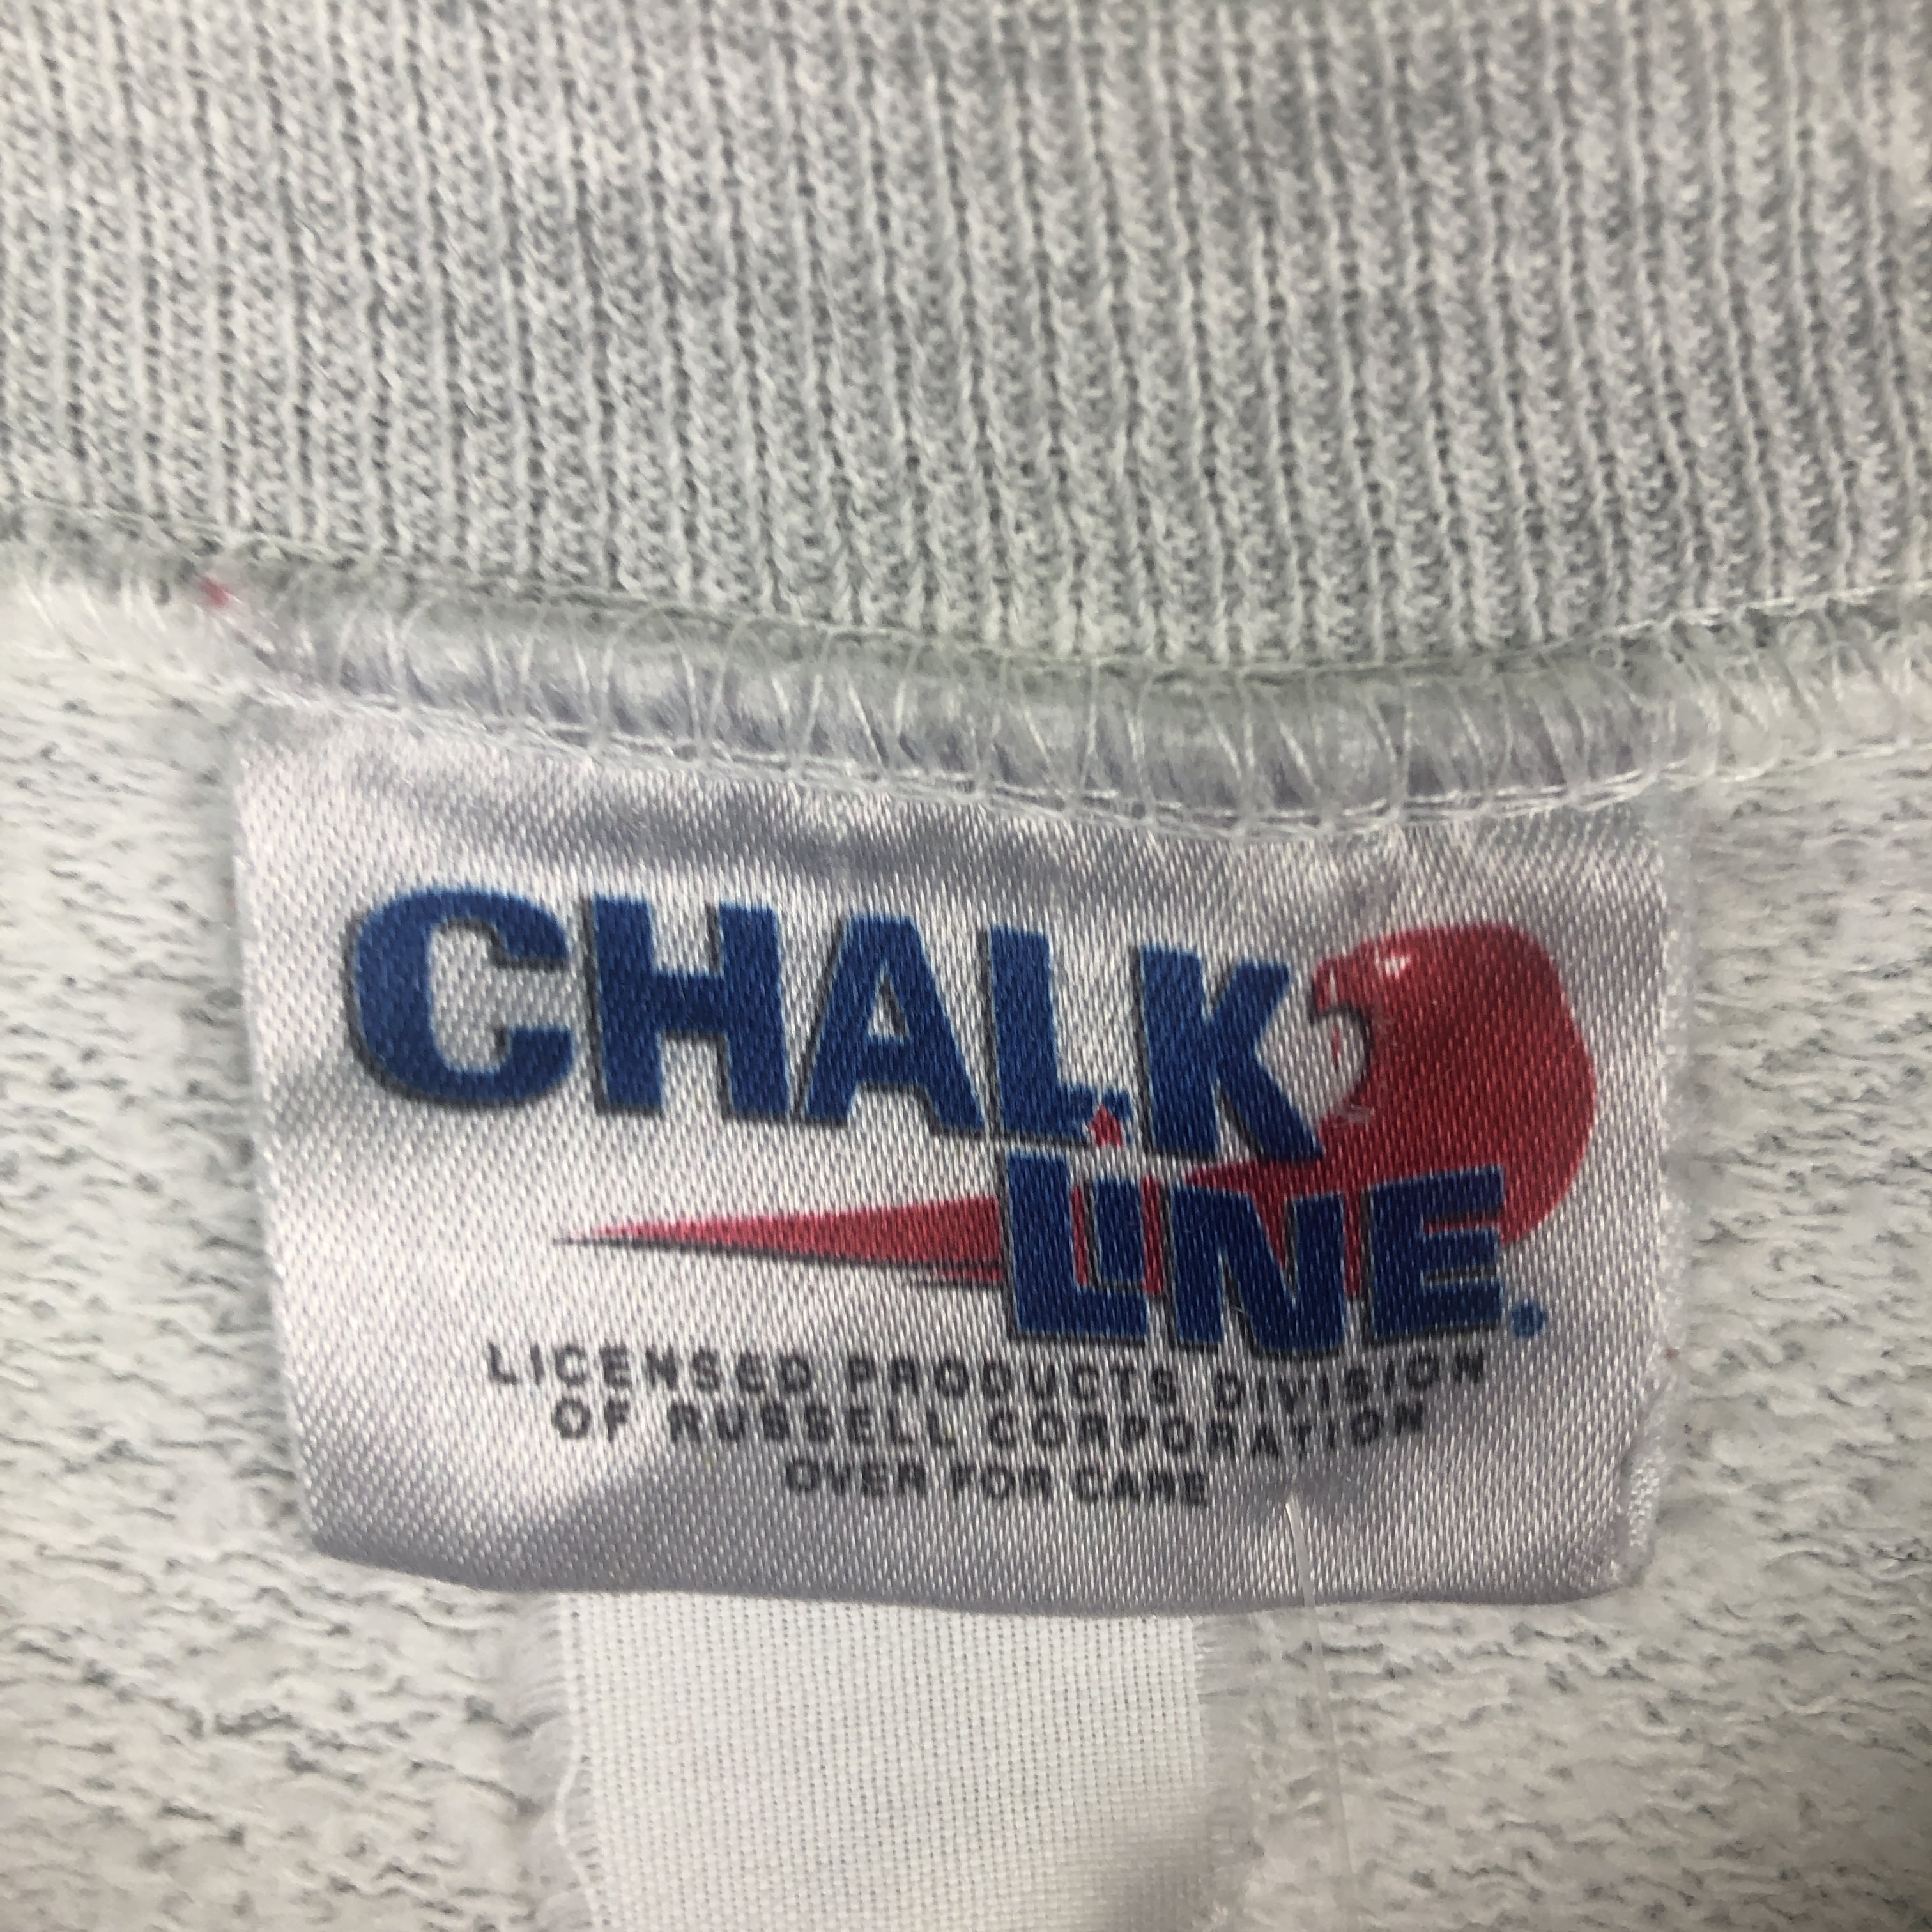 CHALK
LINE.
LICENSED PRODUCTS DIVISION
OF RUSSELL CORPORATION
OVER FOR CARE